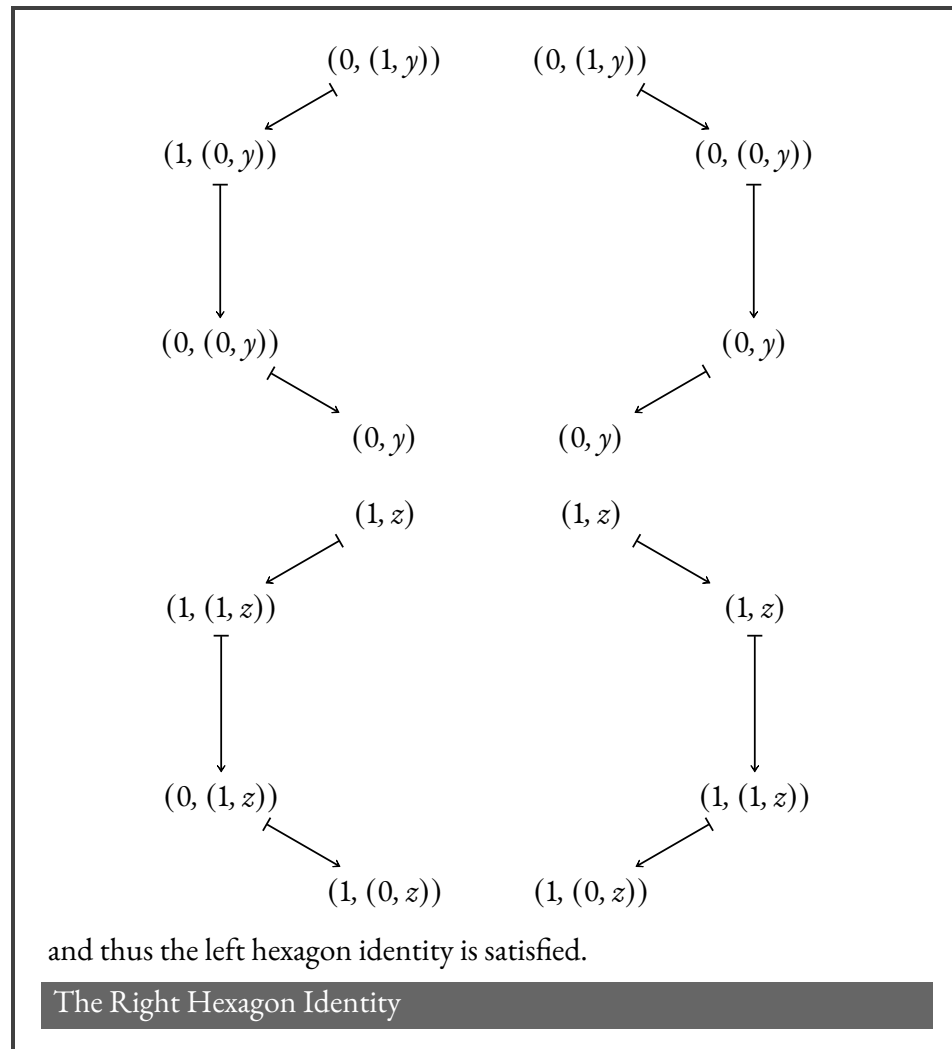 (0, (1, y)) (0, (1, y))
(1, (0, y)) (0, (0, y))
(0, (0, y)) (0, y)
(0, y) (0, y)
(1, z) (1, z)
(1, (1, z)) (1, z)
(0, (1, z)) (1, (1, z))
(1, (0, z)) (1, (0, z))
and thus the left hexagon identity is satisfied.
The Right Hexagon Identity